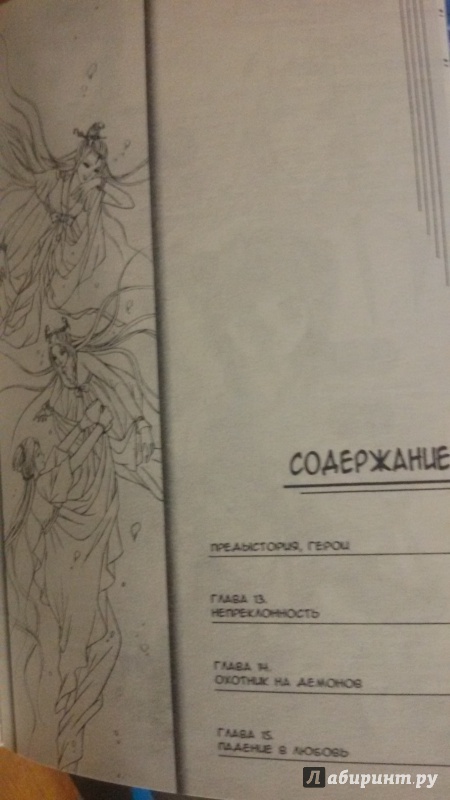 СОДЕРЖАНИЕ
ПРЕДЫСТОРИЯ, ГЕРОИ
ГЛАВА 13.
НЕПРЕКЛОННОСТЬ
ГЛАВА 14.
ОХОТНИК НА ДЕМОНОВ
ГЛАВА 15.
ПАДЕНИЕ В ЛЮБОВЬ
Лабиринт.ру